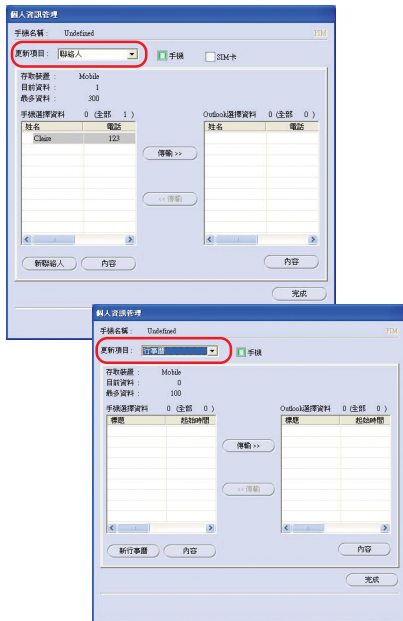 個人資訊管理
手機名稱： Undefined PIM
更新項目： 聯絡人 手機 SIM卡
存取裝置： Mobile
目前資料： 1
最多資料： 300
手機選擇資料 0 (全部 1 ) Outlook選擇資料 0 (全部 0 )
姓名 電話 姓名 電話
Claire 123
傳輸 >>
<< 傳輸
新聯絡人 內容 內容
完成
個人資訊管理
手機名稱： Undefined PIM
更新項目： 行事曆 手機
存取裝置： Mobile
目前資料： 0
最多資料： 100
手機選擇資料 0 (全部 0 ) Outlook選擇資料 0 (全部 0 )
標題 起始時間 標題 起始時間
傳輸 >>
<< 傳輸
新行事曆 內容 內容
完成